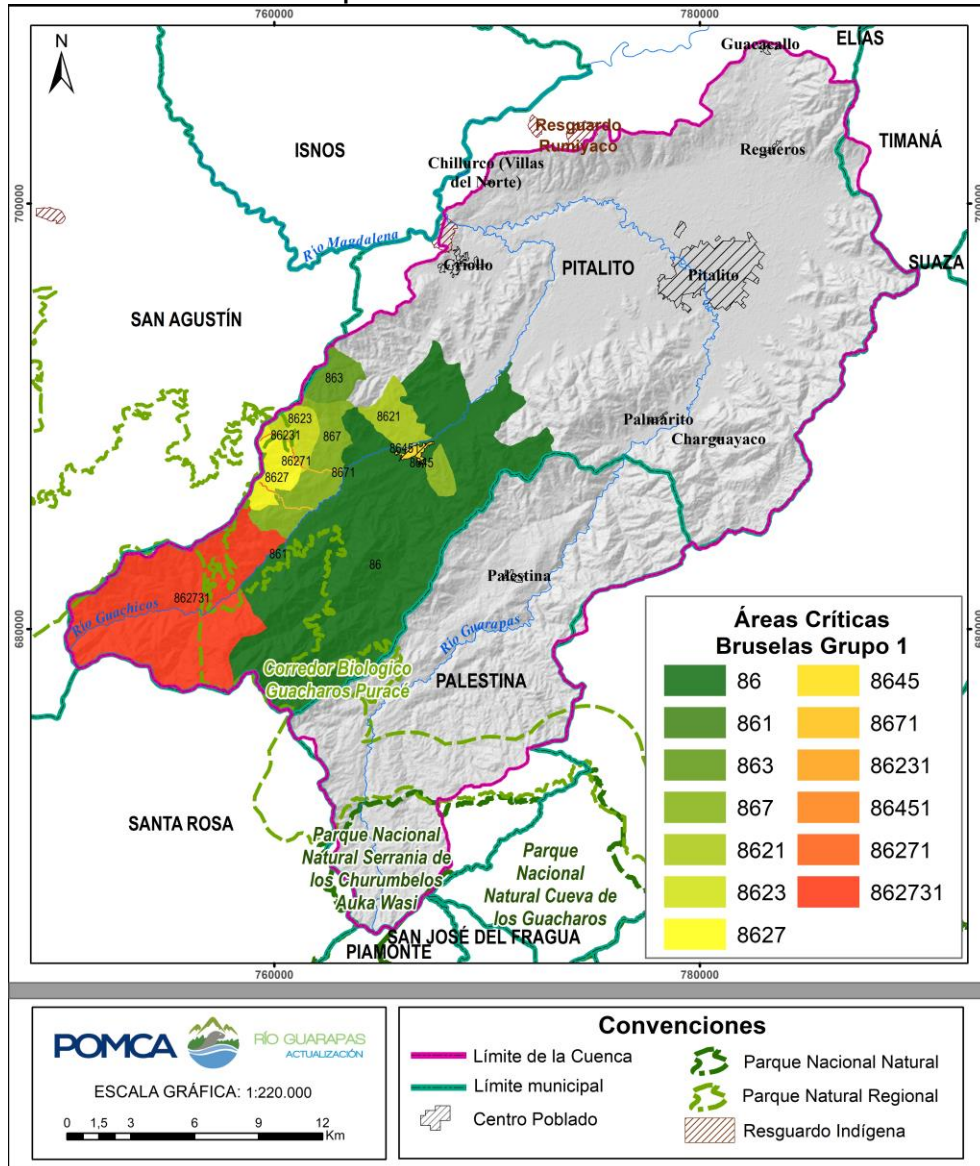 760000
780000
N
Guacacallo
ELIAS
Resguardo
Rumiyaco
TIMANÁ
ISNOS
Regueros
Chillurco (Villas
del Norte)
700000
700000
Río Magdalena
Criollo
PITALITO
Pitalito
SUAZA
SAN AGUSTÍN
863
8623
8621
86231
867
Palmárito
86451
Charguayaco
86271
8645
8627
8671
861
86
Palestina
862731
Río Guachicos
Río Guarapas
680000
680000
Corredor Biologico
Guacharos Puracé
PALESTINA
SANTA ROSA
Parque Nacional
Natural Serrania de
los Churumbelos
Auka Wasi
Parque
Nacional
Natural Cueva de
los Guacharos
SAN JOSÉ DEL FRAGUA
PIAMONTE
760000
780000
Áreas Críticas
Bruselas Grupo 1
86
861
863
867
8621
8623
8627
8645
8671
86231
86451
86271
862731
POMCA
RÍO GUARAPAS
ACTUALIZACIÓN
ESCALA GRÁFICA: 1:220.000
0 1,5 3 6 9 12
Km
Convenciones
Límite de la Cuenca
Límite municipal
Centro Poblado
Parque Nacional Natural
Parque Natural Regional
Resguardo Indígena